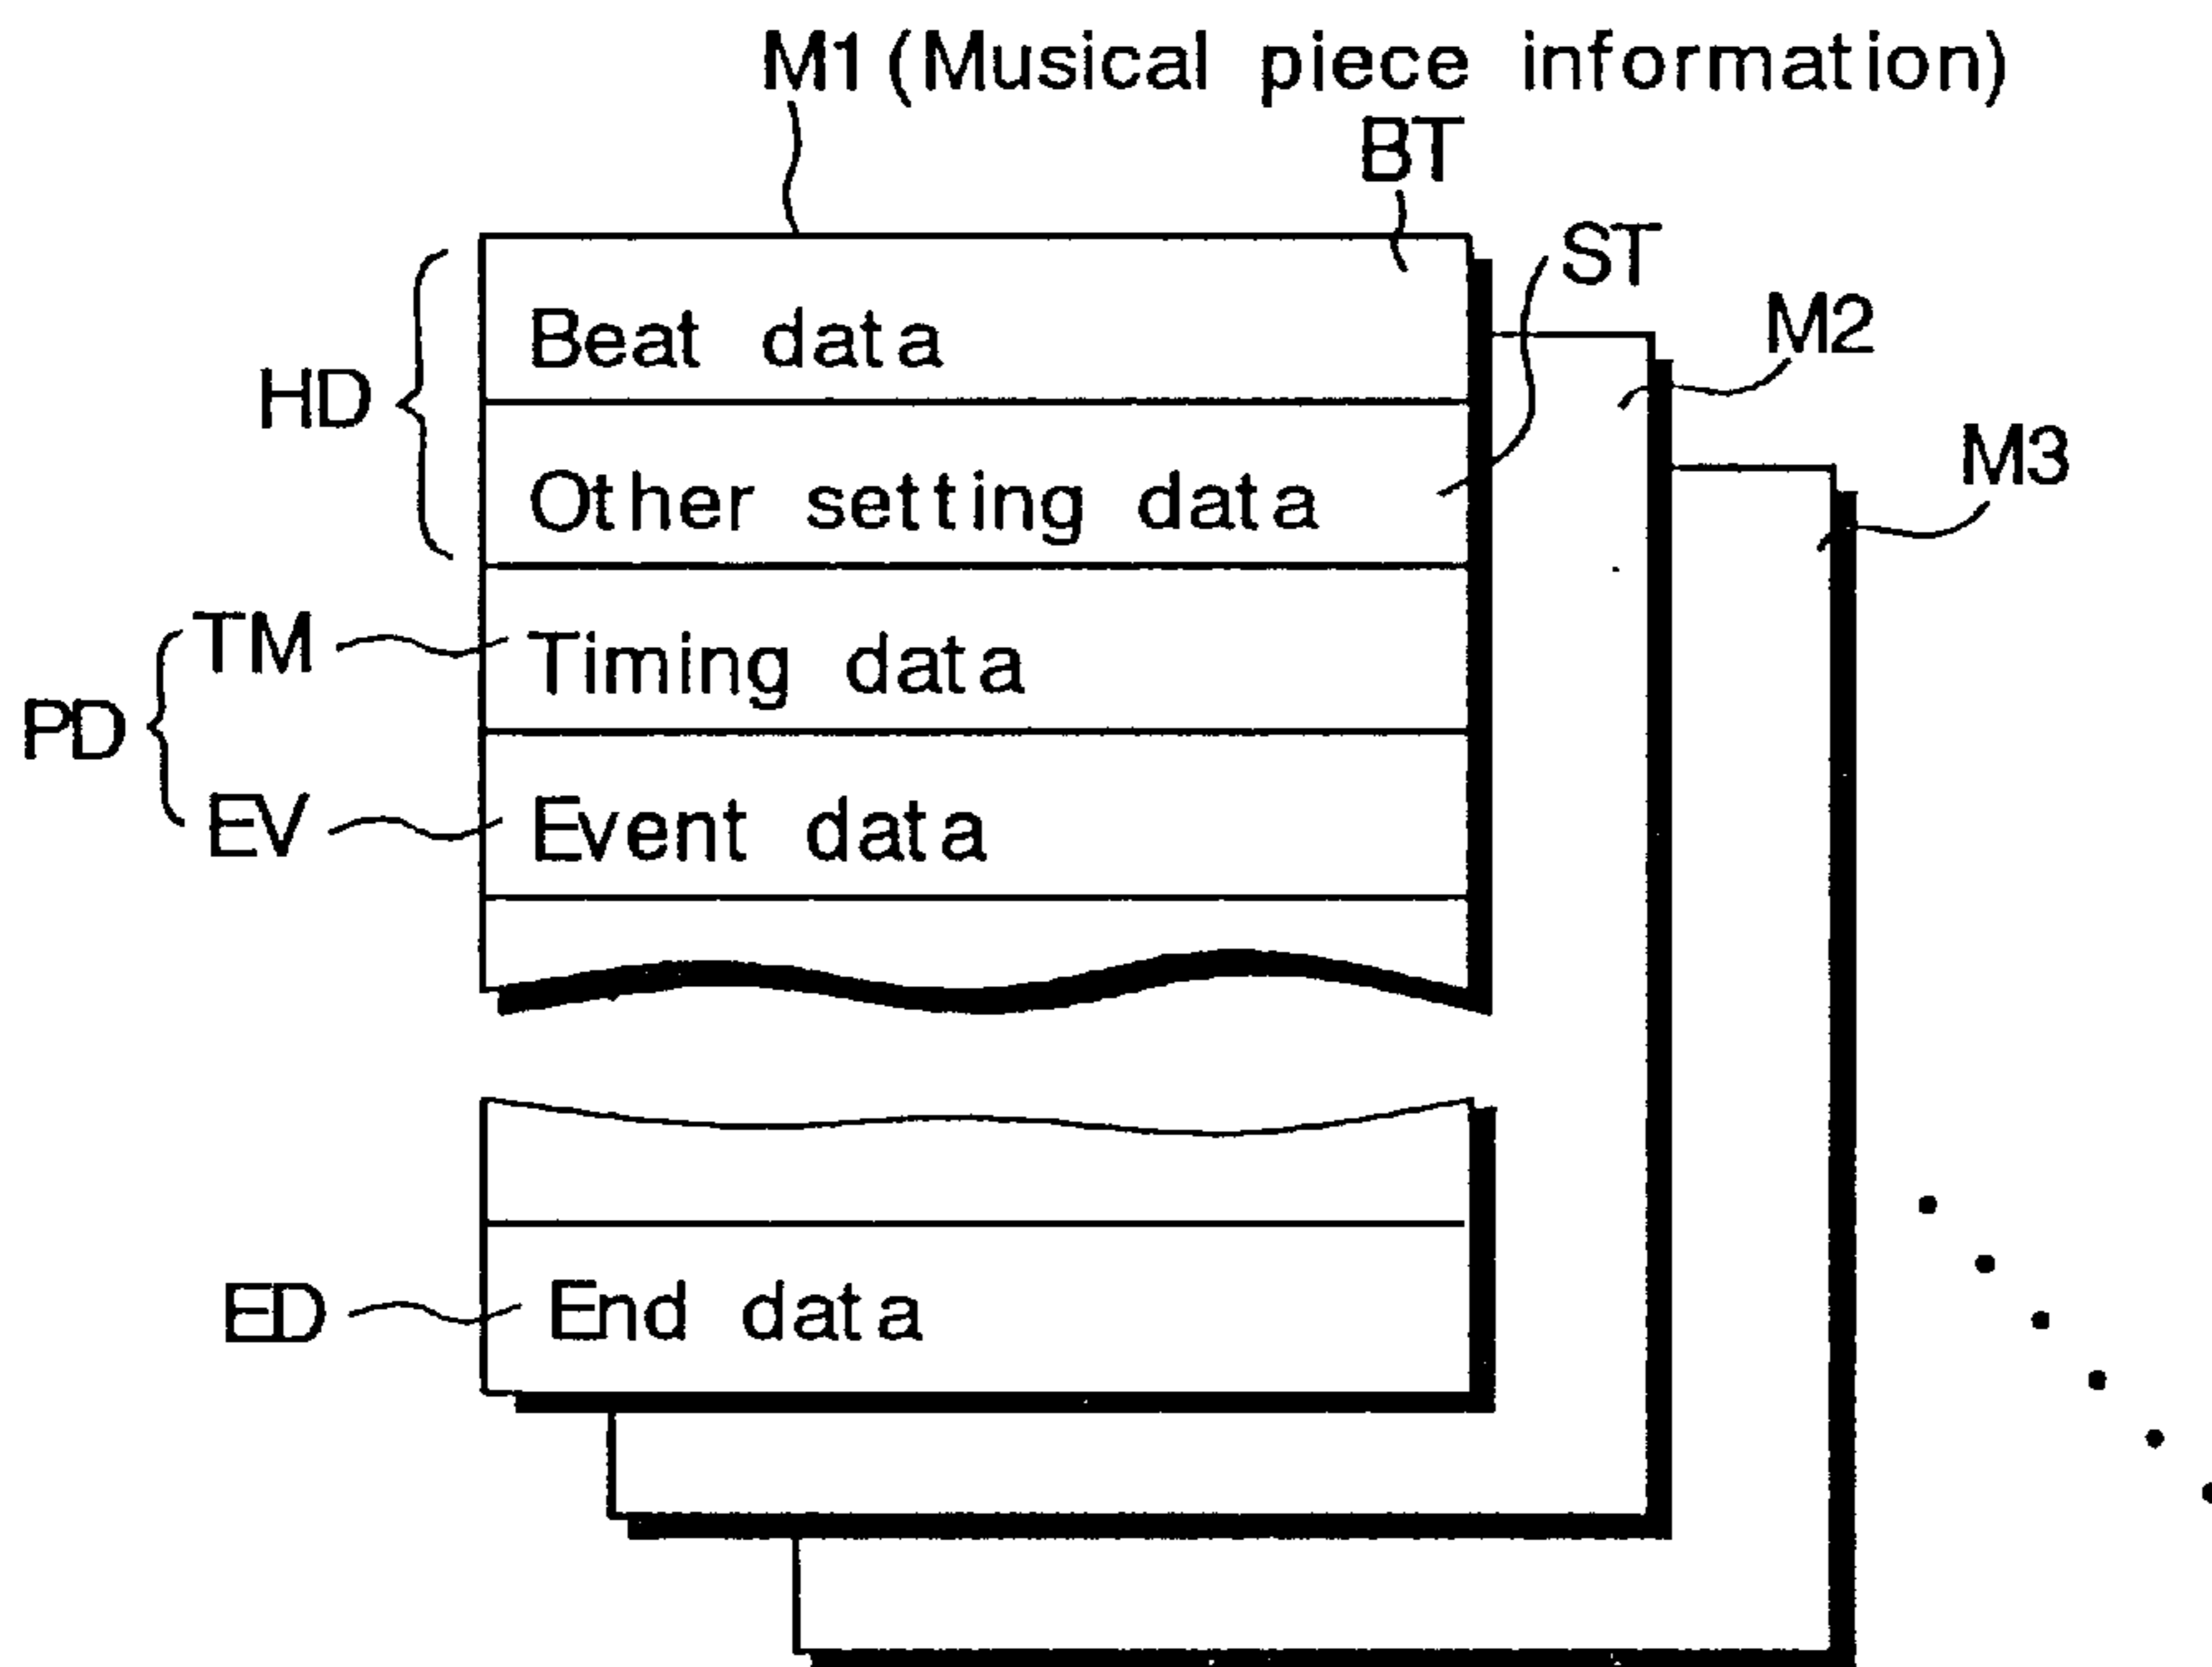 M1 (Musical piece information)
BT
ST
M2
M3
HD
Beat data
Other setting data
PD
TM
Timing data
EV
Event data
ED
End data